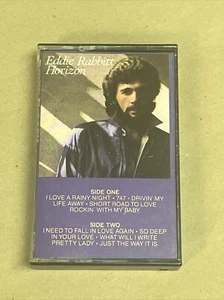 Eddie Rabbitt
Horizon
SIDE ONE
I LOVE A RAINY NIGHT • 747 • DRIVIN' MY
LIFE AWAY • SHORT ROAD TO LOVE
ROCKIN' WITH MY BABY
SIDE TWO
I NEED TO FALL IN LOVE AGAIN • SO DEEP
IN YOUR LOVE • WHAT WILL I WRITE
PRETTY LADY • JUST THE WAY IT IS